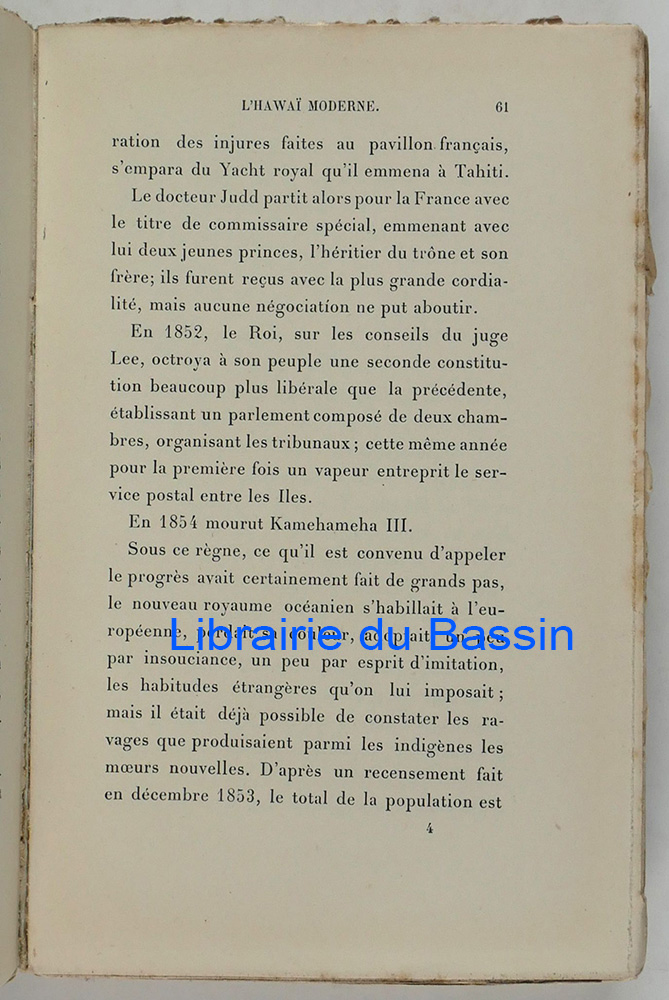 L'HAWAÏ MODERNE. 61
ration des injures faites au pavillon français,
s'empara du Yacht royal qu'il emmena à Tahiti.
Le docteur Judd partit alors pour la France avec
le titre de commissaire spécial, emmenant avec
lui deux jeunes princes, l'héritier du trône et son
frère; ils furent reçus avec la plus grande cordia-
lité, mais aucune négociation ne put aboutir.
En 1852, le Roi, sur les conseils du juge
Lee, octroya à son peuple une seconde constitu-
tion beaucoup plus libérale que la précédente,
établissant un parlement composé de deux cham-
bres, organisant les tribunaux; cette même année
pour la première fois un vapeur entreprit le ser-
vice postal entre les Iles.
En 1854 mourut Kamehameha III.
Sous ce règne, ce qu'il est convenu d'appeler
le progrès avait certainement fait de grands pas,
le nouveau royaume océanien s'habillait à l'eu-
ropéenne, perdait sa couleur, adoptait un peu
par insouciance, un peu par esprit d'imitation,
les habitudes étrangères qu'on lui imposait;
mais il était déjà possible de constater les ra-
vages que produisaient parmi les indigènes les
mœurs nouvelles. D'après un recensement fait
en décembre 1853, le total de la population est
4
Librairie du Bassin